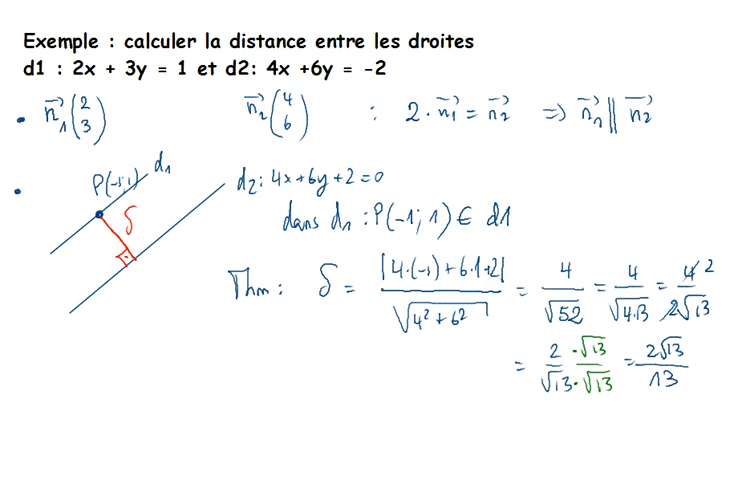 Exemple : calculer la distance entre les droites
d1 : 2x + 3y = 1 et d2: 4x +6y = -2
• n₁⃗ (2 3) n₂⃗ (4 6) : 2·n₁⃗ = n₂⃗ ⇒ n₁⃗ ∥ n₂⃗
• P(-1;1) d₁ d₂: 4x+6y+2=0
δ dans d₁ : P(-1; 1) ∈ d1
Thm : δ = |4·(-1)+6·1+2| / √(4²+6²) = 4/√52 = 4/√(4·13) = 4/(2√13) 2
= 2/√13 ·√13/·√13 = 2√13/13